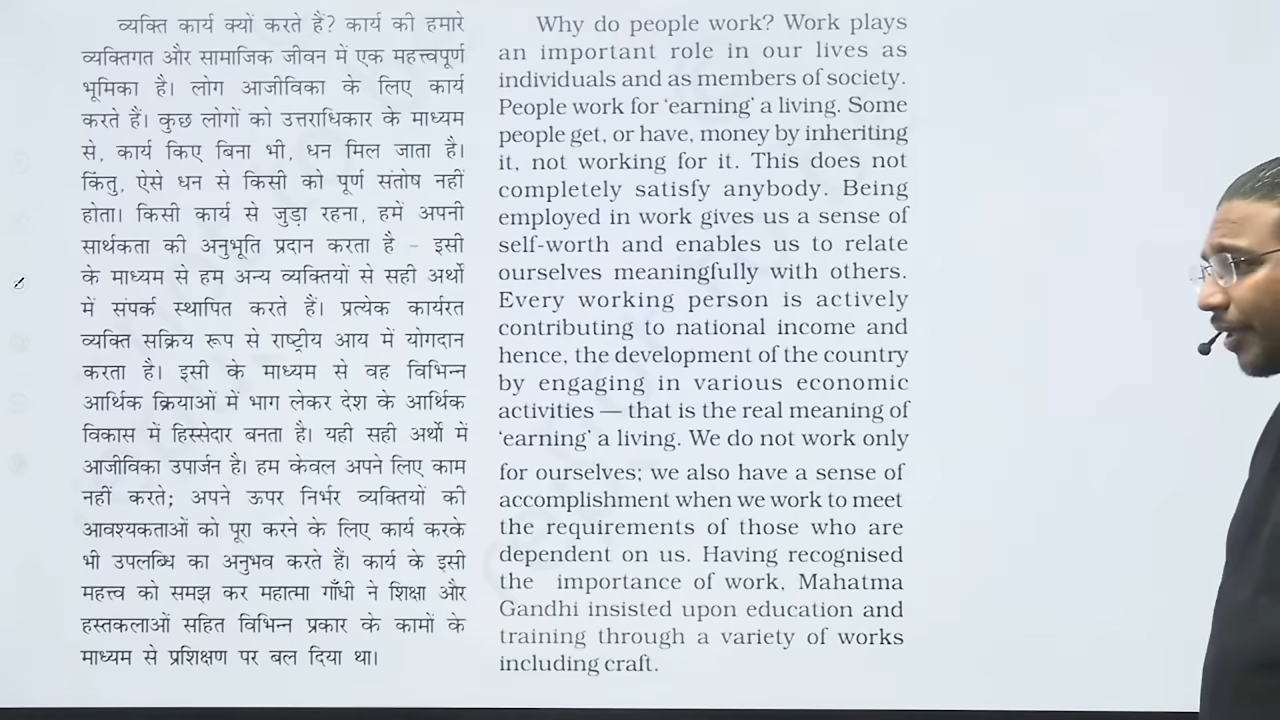 व्यक्ति कार्य क्यों करते हैं? कार्य की हमारे
व्यक्तिगत और सामाजिक जीवन में एक महत्त्वपूर्ण
भूमिका है। लोग आजीविका के लिए कार्य
करते हैं। कुछ लोगों को उत्तराधिकार के माध्यम
से, कार्य किए बिना भी, धन मिल जाता है।
किंतु, ऐसे धन से किसी को पूर्ण संतोष नहीं
होता। किसी कार्य से जुड़ा रहना, हमें अपनी
सार्थकता की अनुभूति प्रदान करता है – इसी
के माध्यम से हम अन्य व्यक्तियों से सही अर्थों
में संपर्क स्थापित करते हैं। प्रत्येक कार्यरत
व्यक्ति सक्रिय रूप से राष्ट्रीय आय में योगदान
करता है। इसी के माध्यम से वह विभिन्न
आर्थिक क्रियाओं में भाग लेकर देश के आर्थिक
विकास में हिस्सेदार बनता है। यही सही अर्थों में
आजीविका उपार्जन है। हम केवल अपने लिए काम
नहीं करते; अपने ऊपर निर्भर व्यक्तियों की
आवश्यकताओं को पूरा करने के लिए कार्य करके
भी उपलब्धि का अनुभव करते हैं। कार्य के इसी
महत्त्व को समझ कर महात्मा गाँधी ने शिक्षा और
हस्तकलाओं सहित विभिन्न प्रकार के कामों के
माध्यम से प्रशिक्षण पर बल दिया था।
Why do people work? Work plays
an important role in our lives as
individuals and as members of society.
People work for ‘earning’ a living. Some
people get, or have, money by inheriting
it, not working for it. This does not
completely satisfy anybody. Being
employed in work gives us a sense of
self-worth and enables us to relate
ourselves meaningfully with others.
Every working person is actively
contributing to national income and
hence, the development of the country
by engaging in various economic
activities — that is the real meaning of
‘earning’ a living. We do not work only
for ourselves; we also have a sense of
accomplishment when we work to meet
the requirements of those who are
dependent on us. Having recognised
the importance of work, Mahatma
Gandhi insisted upon education and
training through a variety of works
including craft.